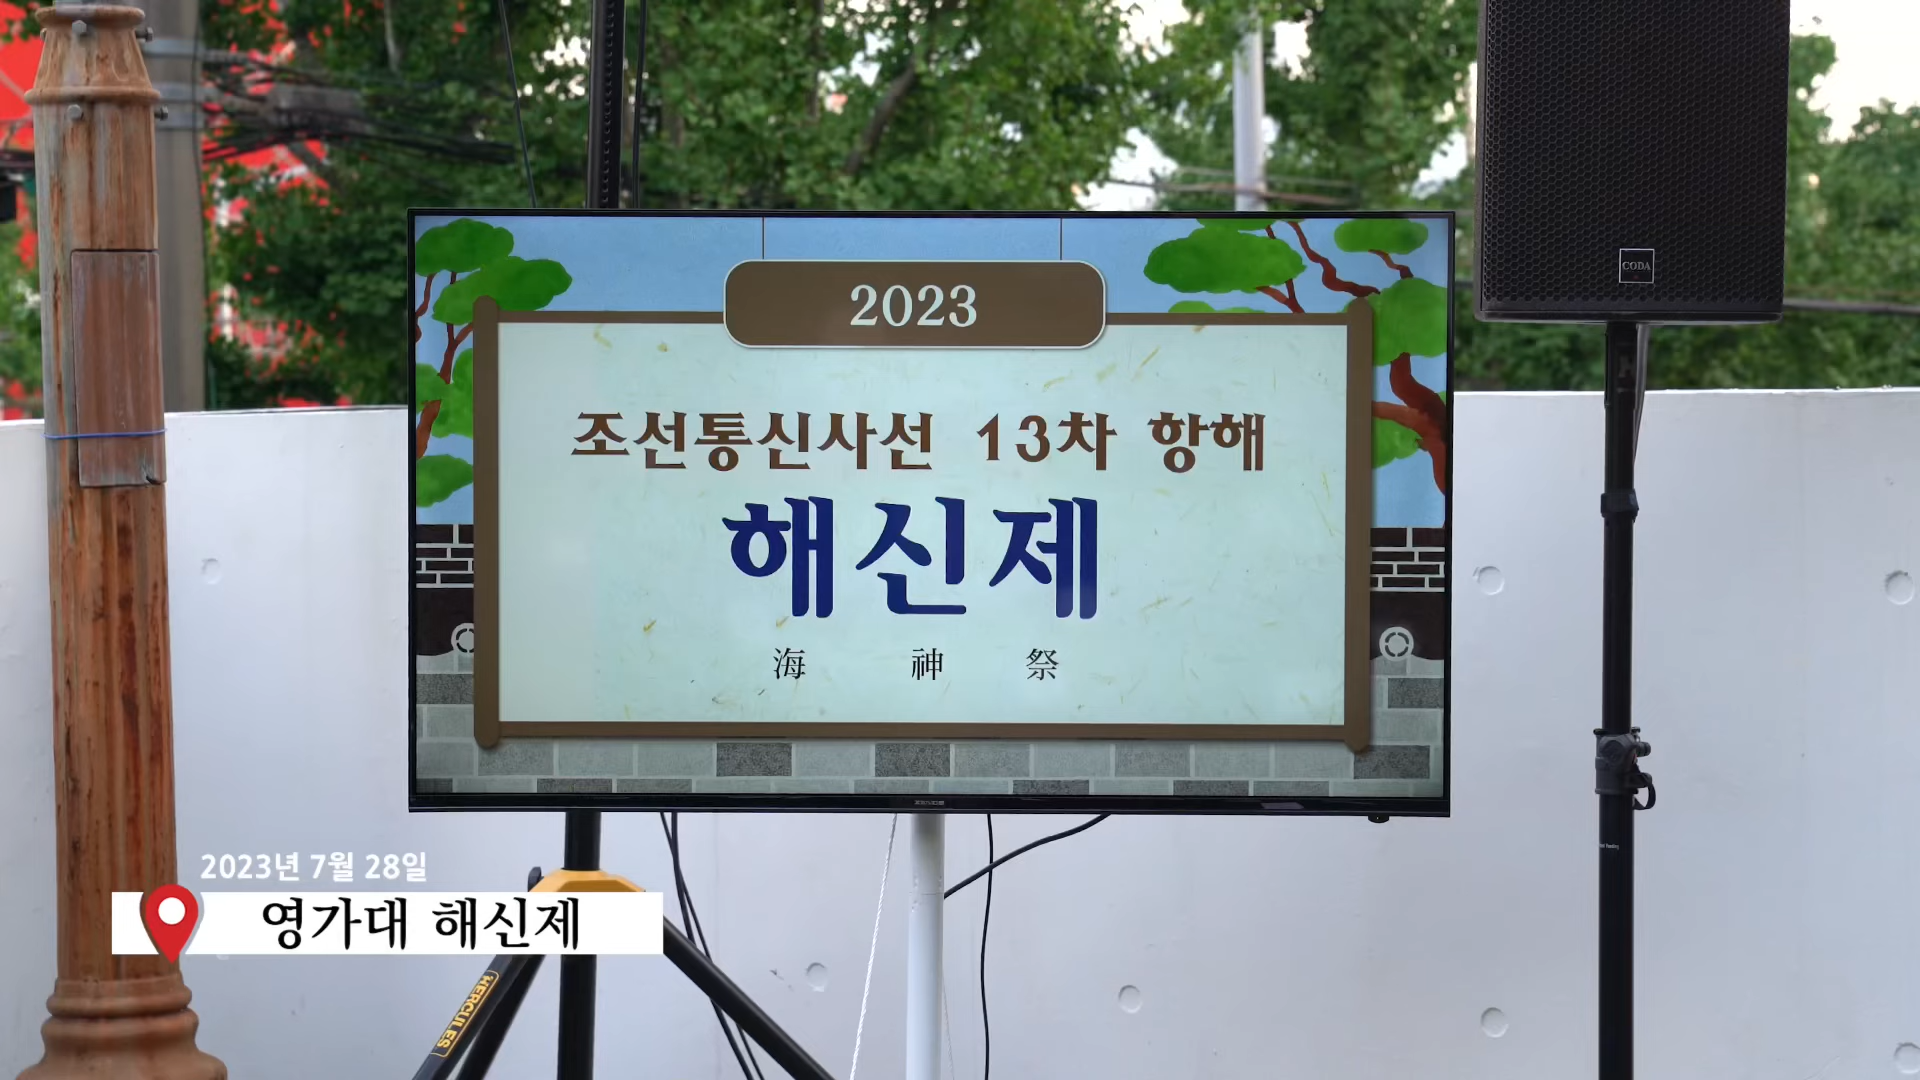 2023
조선통신사선 13차 항해
해신제
海 神 祭
CODA
2023년 7월 28일
영가대 해신제
HERCULES